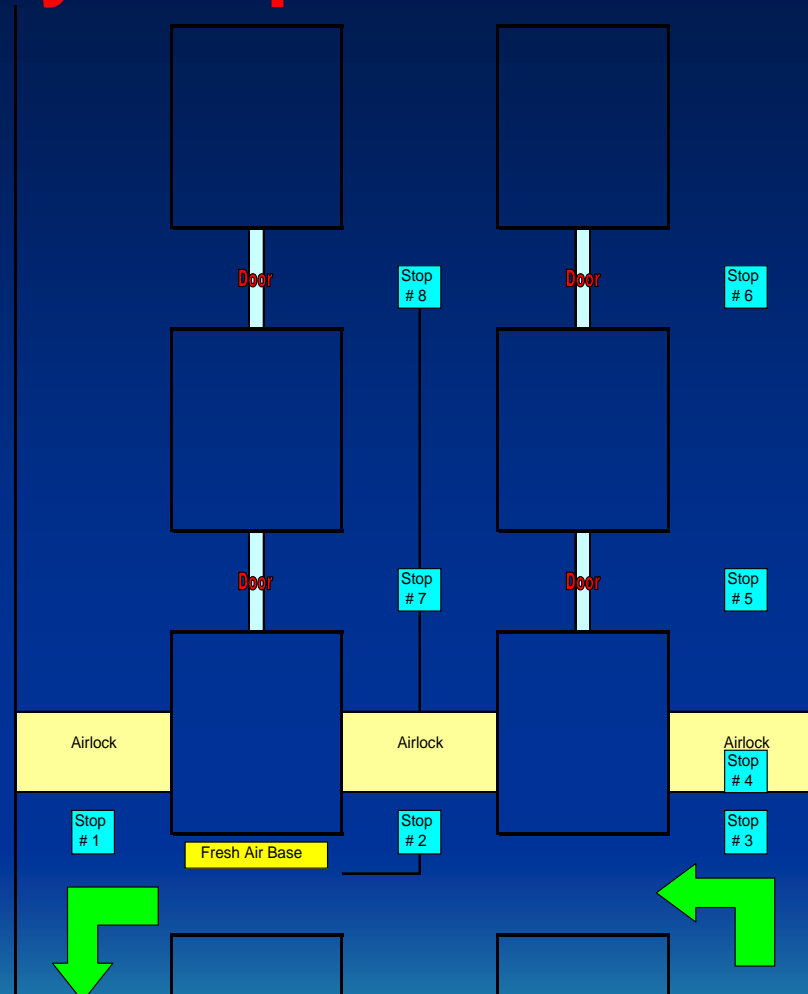 Door
Stop
# 8
Door
Stop
# 6
Door
Stop
# 7
Door
Stop
# 5
Airlock
Airlock
Airlock
Stop
# 4
Stop
# 1
Stop
# 2
Stop
# 3
Fresh Air Base